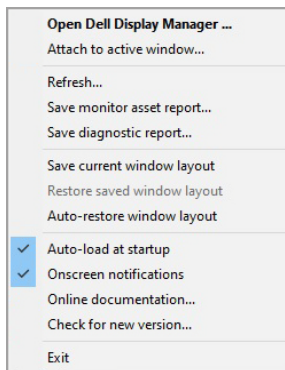 Open Dell Display Manager ...
Attach to active window...
Refresh...
Save monitor asset report...
Save diagnostic report...
Save current window layout
Restore saved window layout
Auto-restore window layout
Auto-load at startup
Onscreen notifications
Online documentation...
Check for new version...
Exit